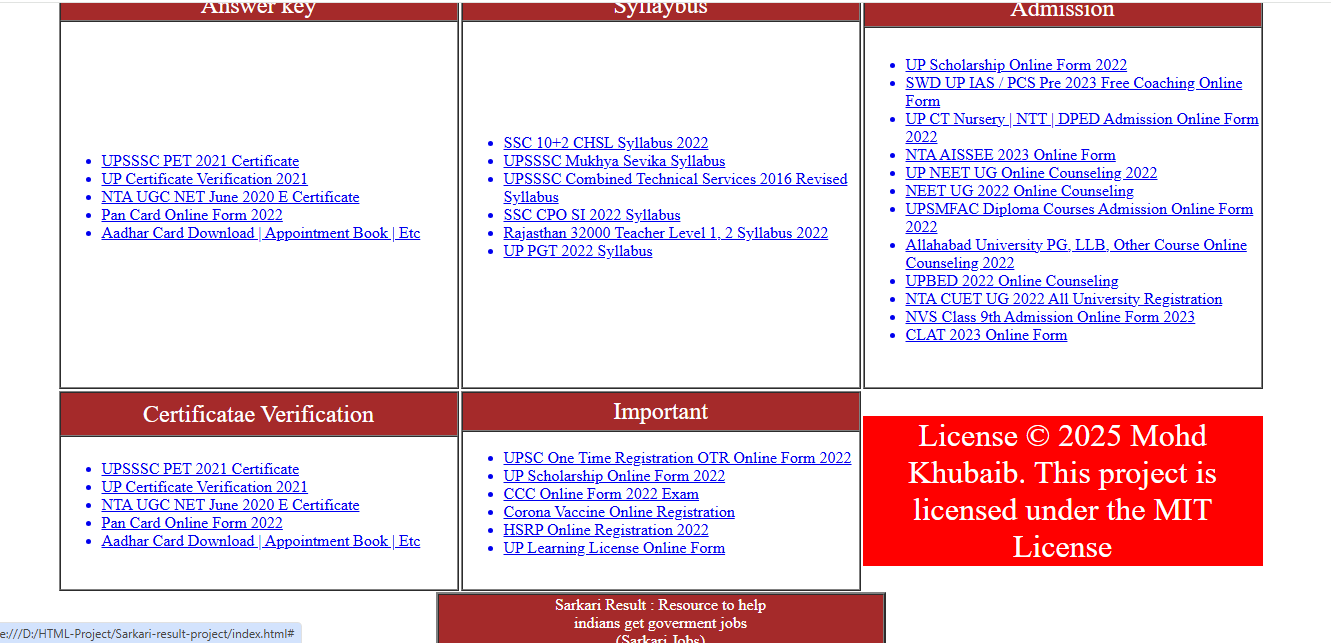 Answer key
UPSSSC PET 2021 Certificate
UP Certificate Verification 2021
NTA UGC NET June 2020 E Certificate
Pan Card Online Form 2022
Aadhar Card Download | Appointment Book | Etc
Syllaybus
SSC 10+2 CHSL Syllabus 2022
UPSSSC Mukhya Sevika Syllabus
UPSSSC Combined Technical Services 2016 Revised
Syllabus
SSC CPO SI 2022 Syllabus
Rajasthan 32000 Teacher Level 1, 2 Syllabus 2022
UP PGT 2022 Syllabus
Admission
UP Scholarship Online Form 2022
SWD UP IAS / PCS Pre 2023 Free Coaching Online
Form
UP CT Nursery | NTT | DPED Admission Online Form
2022
NTA AISSEE 2023 Online Form
UP NEET UG Online Counseling 2022
NEET UG 2022 Online Counseling
UPSMFAC Diploma Courses Admission Online Form
2022
Allahabad University PG, LLB, Other Course Online
Counseling 2022
UPBED 2022 Online Counseling
NTA CUET UG 2022 All University Registration
NVS Class 9th Admission Online Form 2023
CLAT 2023 Online Form
Certificatae Verification
UPSSSC PET 2021 Certificate
UP Certificate Verification 2021
NTA UGC NET June 2020 E Certificate
Pan Card Online Form 2022
Aadhar Card Download | Appointment Book | Etc
Important
UPSC One Time Registration OTR Online Form 2022
UP Scholarship Online Form 2022
CCC Online Form 2022 Exam
Corona Vaccine Online Registration
HSRP Online Registration 2022
UP Learning License Online Form
License © 2025 Mohd
Khubaib. This project is
licensed under the MIT
License
Sarkari Result : Resource to help
indians get goverment jobs
(Sarkari Jobs)
e:///D:/HTML-Project/Sarkari-result-project/index.html#